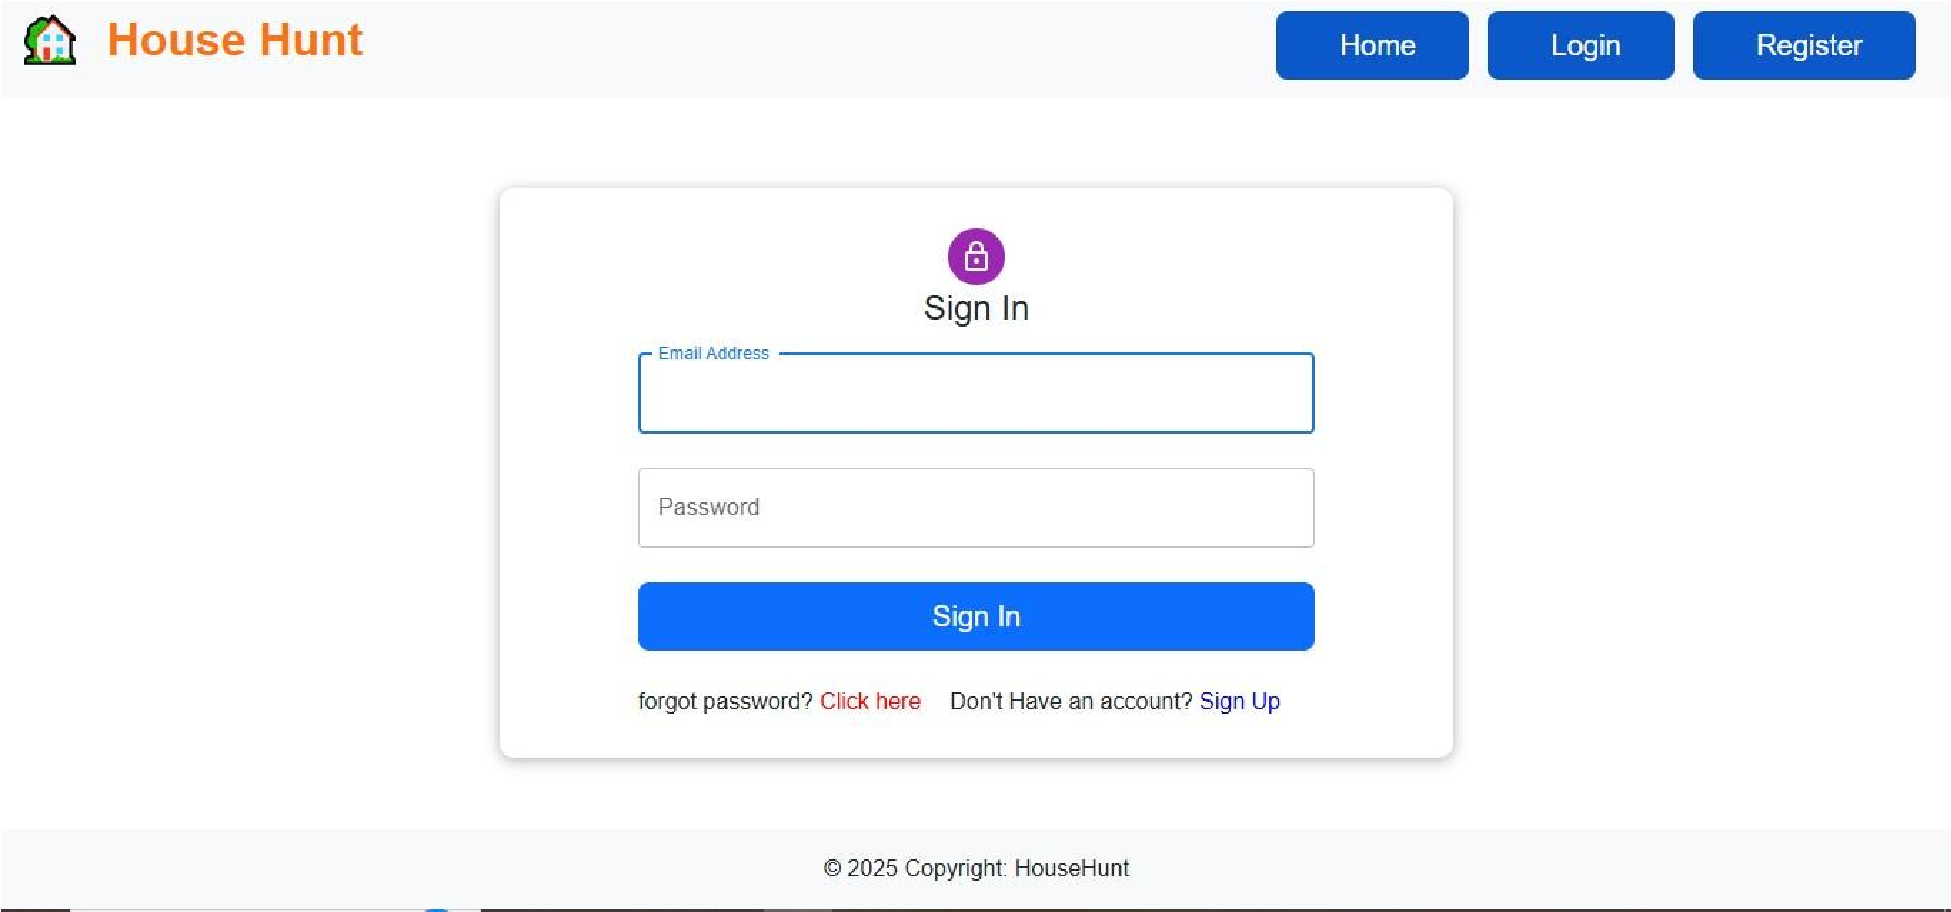 House Hunt
Home Login Register
Sign In
Email Address
Password
Sign In
forgot password? Click here Don't Have an account? Sign Up
© 2025 Copyright: HouseHunt